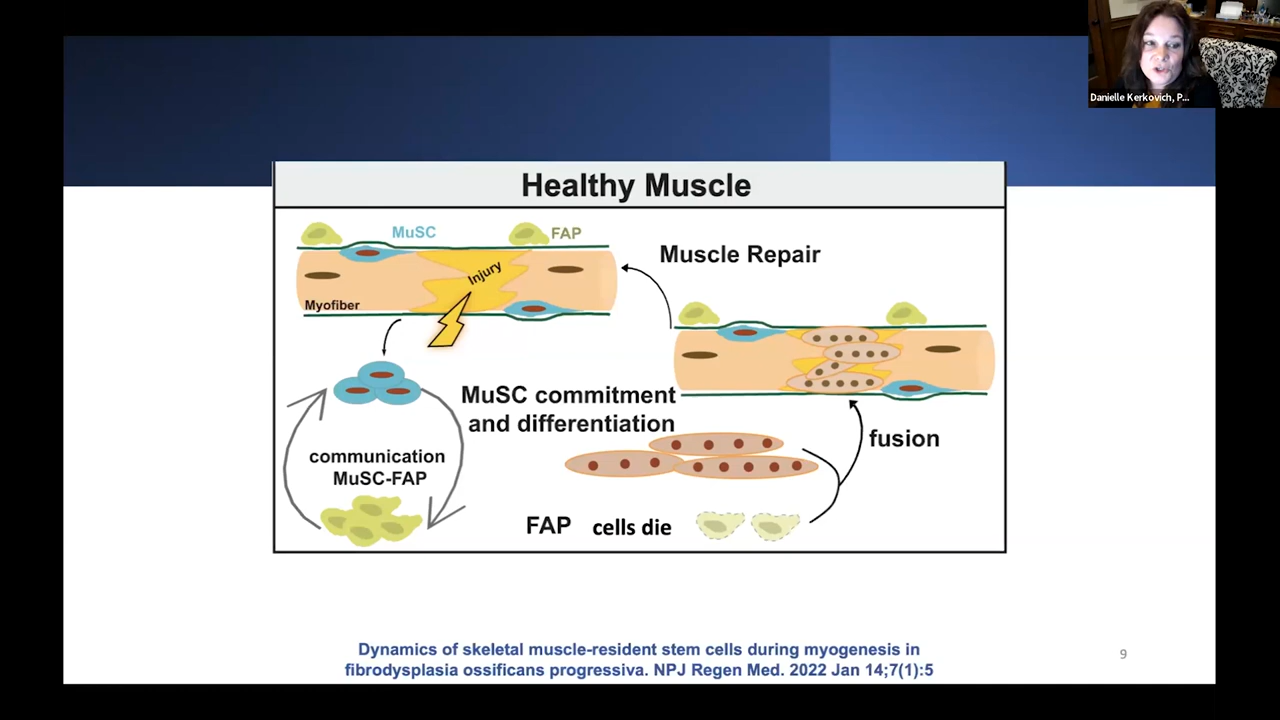 Danielle Kerkovich, P...
Healthy Muscle
MuSC
FAP
Injury
Myofiber
Muscle Repair
MuSC commitment
and differentiation
communication
MuSC-FAP
fusion
FAP cells die
Dynamics of skeletal muscle-resident stem cells during myogenesis in
fibrodysplasia ossificans progressiva. NPJ Regen Med. 2022 Jan 14;7(1):5
9